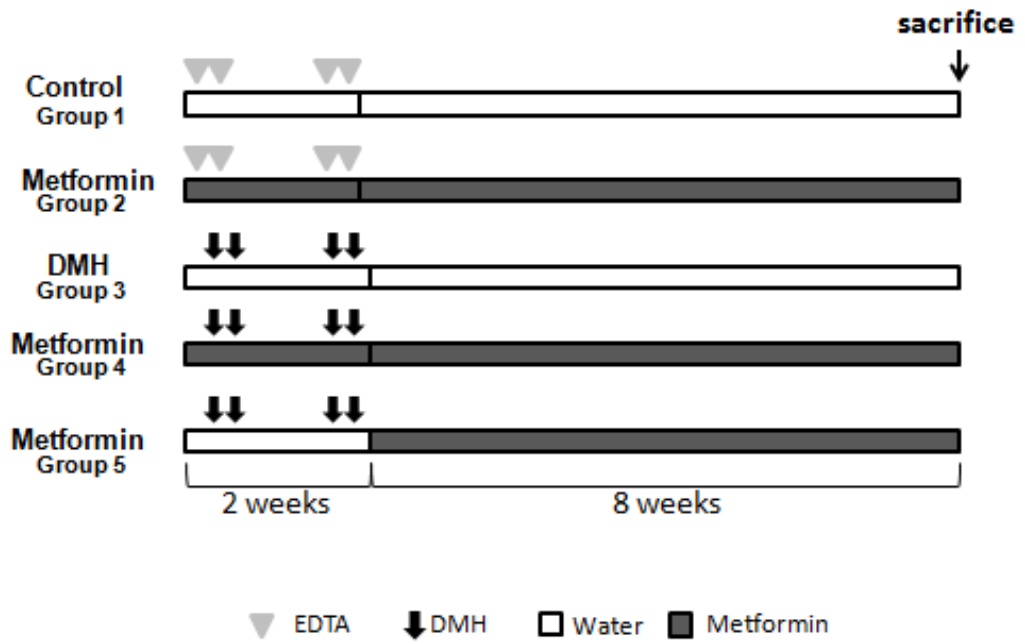 sacrifice
Control
Group 1
Metformin
Group 2
DMH
Group 3
Metformin
Group 4
Metformin
Group 5
2 weeks
8 weeks
EDTA
DMH
Water
Metformin